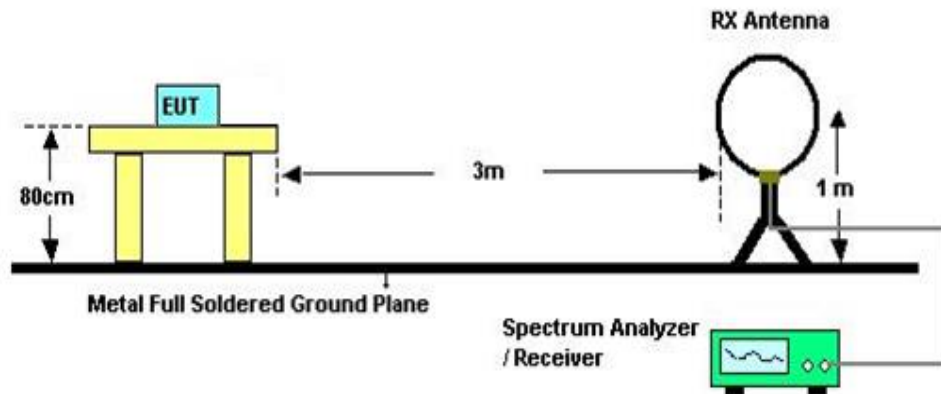 RX Antenna
EUT
3m
80cm
1 m
Metal Full Soldered Ground Plane
Spectrum Analyzer
/ Receiver